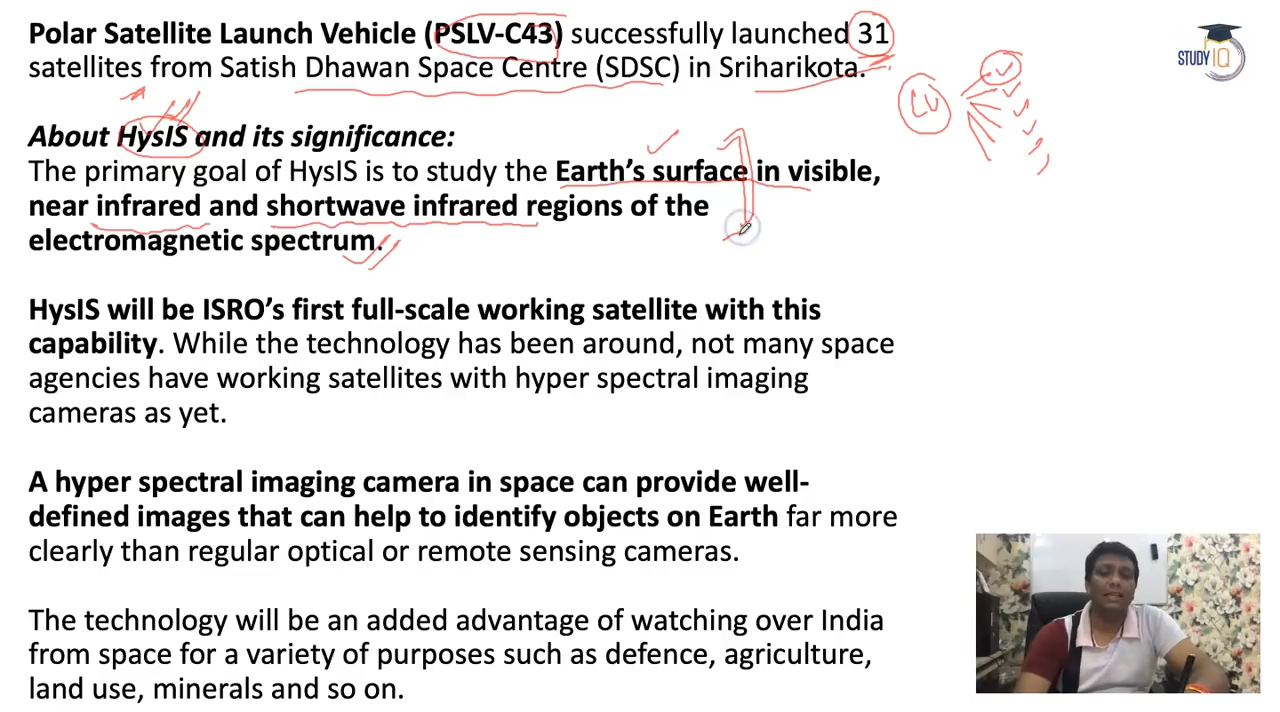 Polar Satellite Launch Vehicle (PSLV-C43) successfully launched 31
satellites from Satish Dhawan Space Centre (SDSC) in Sriharikota.
STUDY IQ
LV
About HysIS and its significance:
The primary goal of HysIS is to study the Earth’s surface in visible,
near infrared and shortwave infrared regions of the
electromagnetic spectrum.
HysIS will be ISRO’s first full-scale working satellite with this
capability. While the technology has been around, not many space
agencies have working satellites with hyper spectral imaging
cameras as yet.
A hyper spectral imaging camera in space can provide well-
defined images that can help to identify objects on Earth far more
clearly than regular optical or remote sensing cameras.
The technology will be an added advantage of watching over India
from space for a variety of purposes such as defence, agriculture,
land use, minerals and so on.